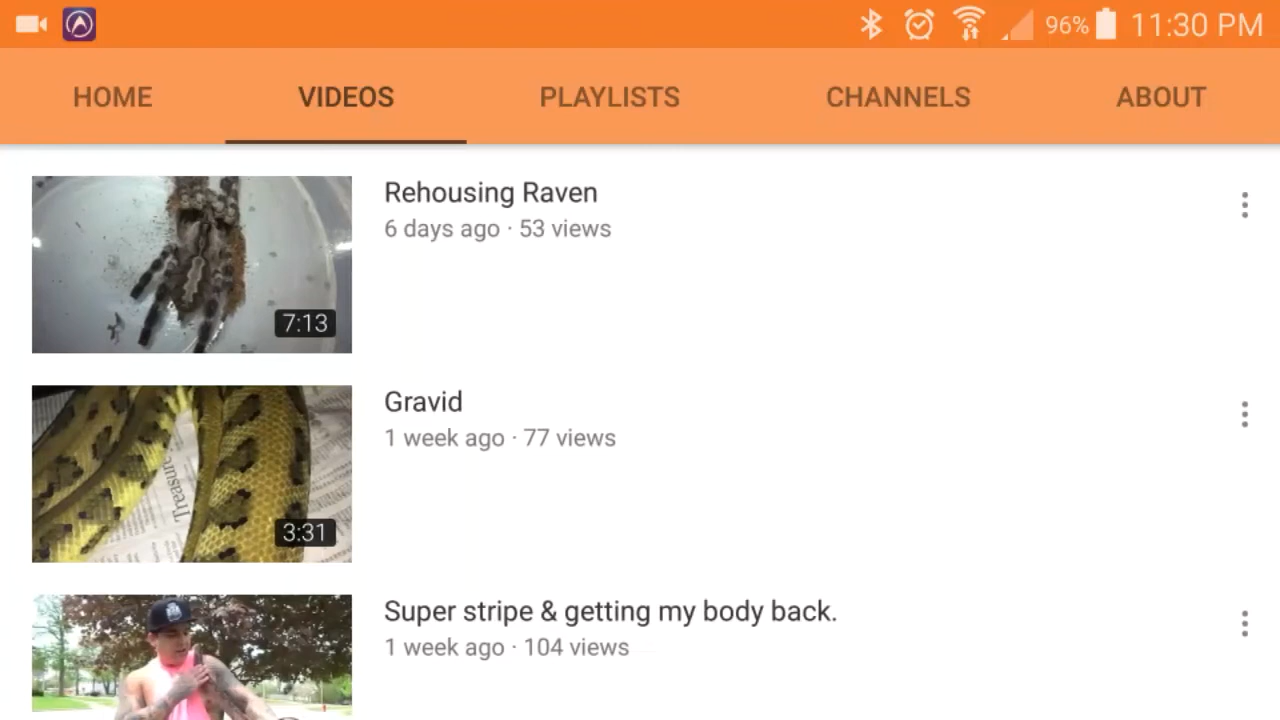 96% 11:30 PM
HOME VIDEOS PLAYLISTS CHANNELS ABOUT
Rehousing Raven
6 days ago · 53 views
7:13
Gravid
1 week ago · 77 views
Treasure
3:31
Super stripe & getting my body back.
1 week ago · 104 views